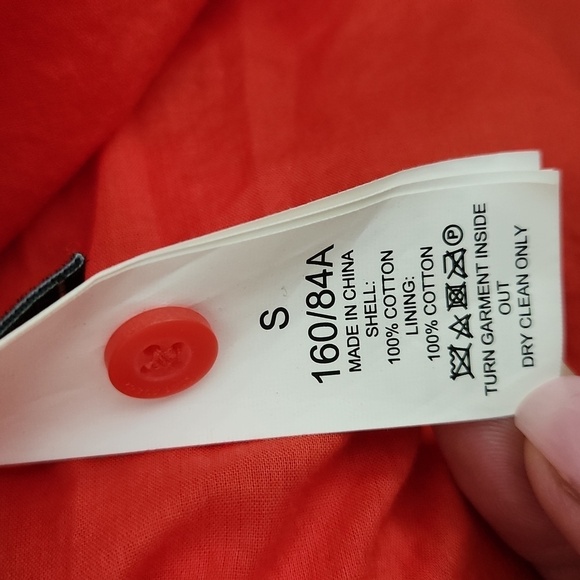 S
160/84A
MADE IN CHINA
SHELL:
100% COTTON
LINING:
100% COTTON
P
TURN GARMENT INSIDE
OUT
DRY CLEAN ONLY